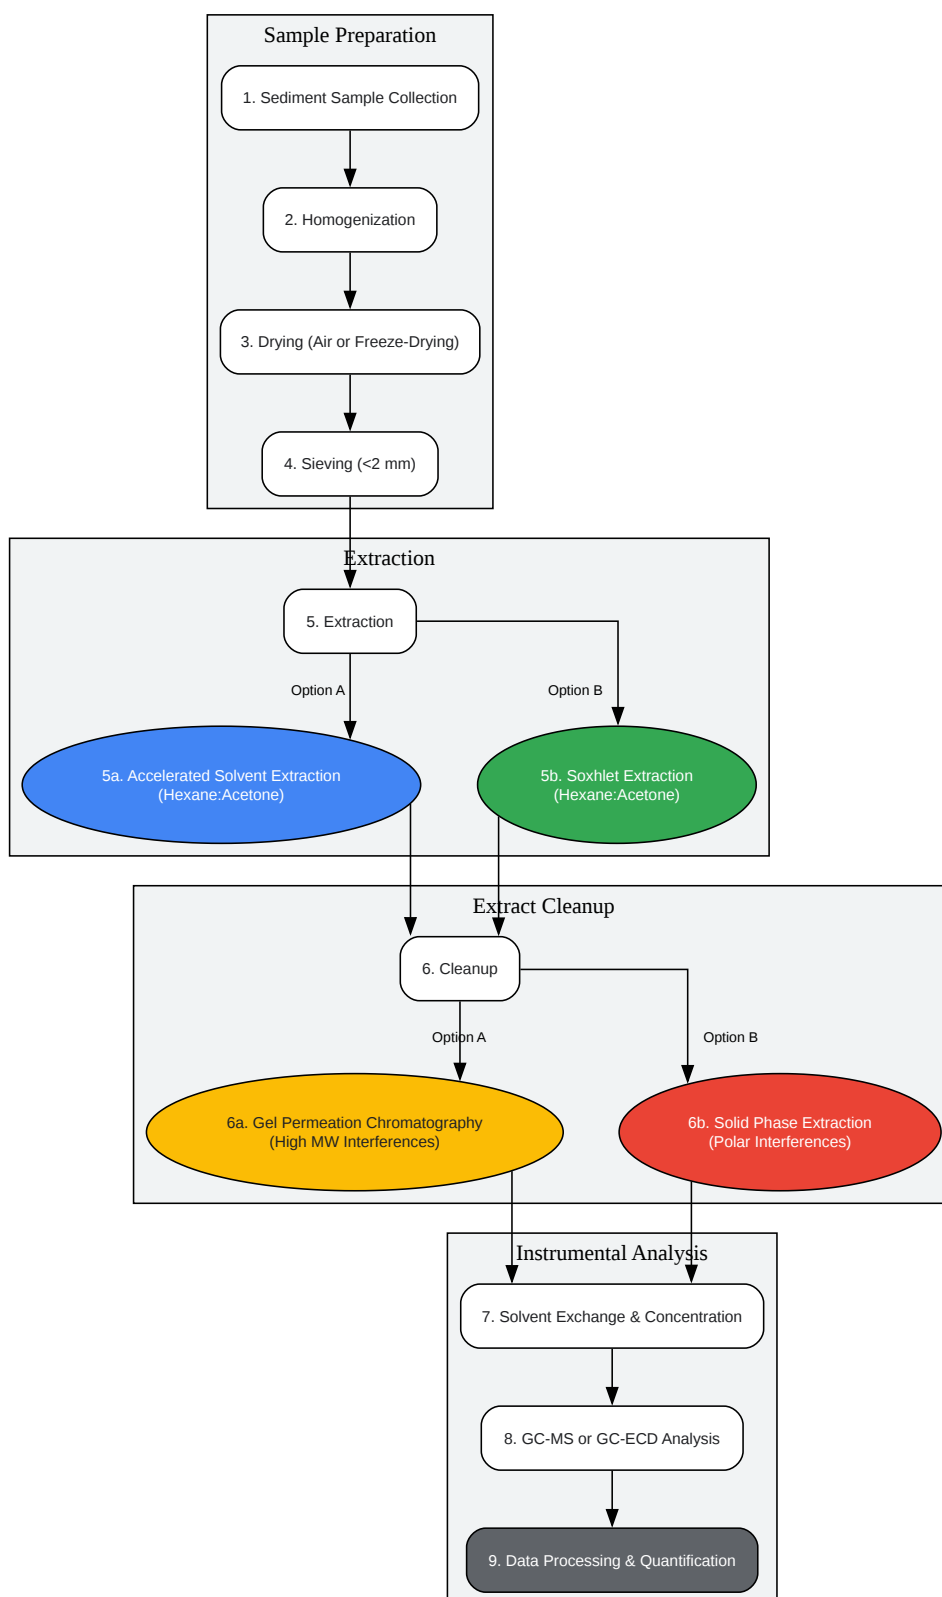 Sample Preparation
1. Sediment Sample Collection
2. Homogenization
3. Drying (Air or Freeze-Drying)
4. Sieving (<2 mm)
Extraction
5. Extraction
Option A
Option B
5a. Accelerated Solvent Extraction
(Hexane:Acetone)
5b. Soxhlet Extraction
(Hexane:Acetone)
Extract Cleanup
6. Cleanup
Option A
Option B
6a. Gel Permeation Chromatography
(High MW Interferences)
6b. Solid Phase Extraction
(Polar Interferences)
Instrumental Analysis
7. Solvent Exchange & Concentration
8. GC-MS or GC-ECD Analysis
9. Data Processing & Quantification